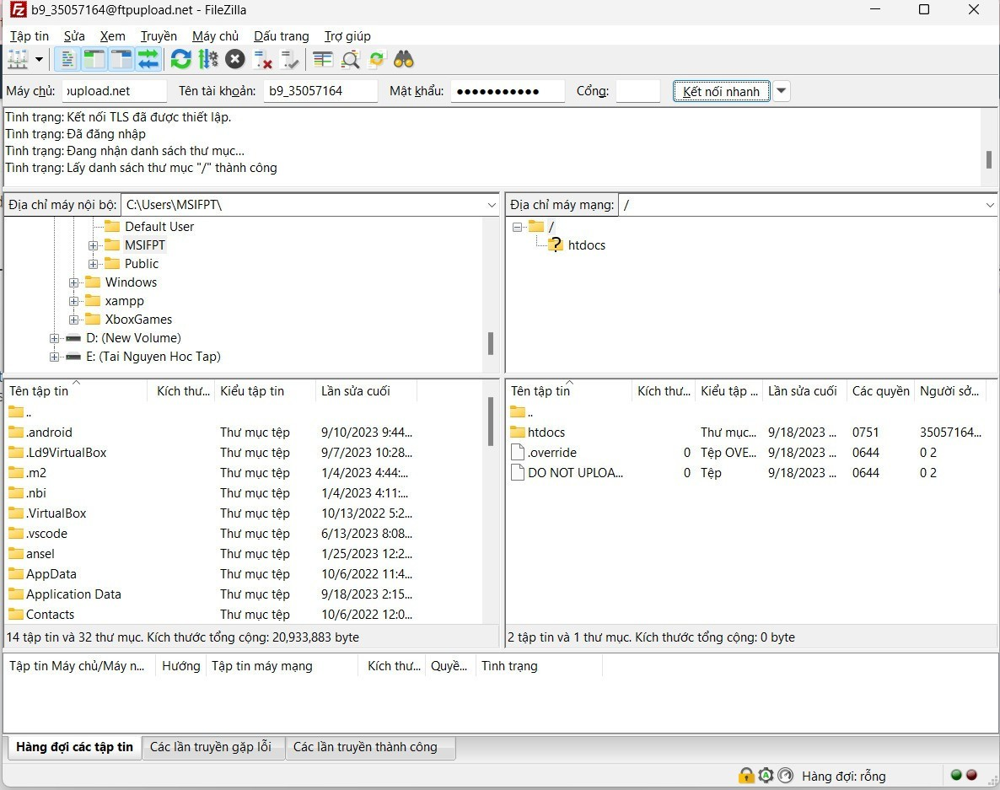 b9_35057164@ftpupload.net - FileZilla
Tập tin Sửa Xem Truyền Máy chủ Dấu trang Trợ giúp
Máy chủ: upload.net Tên tài khoản: b9_35057164 Mật khẩu: ●●●●●●●●●●● Cổng: Kết nối nhanh
Tình trạng: Kết nối TLS đã được thiết lập.
Tình trạng: Đã đăng nhập
Tình trạng: Đang nhận danh sách thư mục...
Tình trạng: Lấy danh sách thư mục "/" thành công
Địa chỉ máy nội bộ: C:\Users\MSIFPT\
Default User
MSIFPT
Public
Windows
xampp
XboxGames
D: (New Volume)
E: (Tai Nguyen Hoc Tap)
Địa chỉ máy mạng: /
/
? htdocs
Tên tập tin Kích thư... Kiểu tập tin Lần sửa cuối
..
.android Thư mục tệp 9/10/2023 9:44...
.Ld9VirtualBox Thư mục tệp 9/7/2023 10:28...
.m2 Thư mục tệp 1/4/2023 4:44:...
.nbi Thư mục tệp 1/4/2023 4:11:...
.VirtualBox Thư mục tệp 10/13/2022 5:2...
.vscode Thư mục tệp 6/13/2023 8:08...
ansel Thư mục tệp 1/25/2023 12:2...
AppData Thư mục tệp 10/6/2022 11:4...
Application Data Thư mục tệp 9/18/2023 2:15...
Contacts Thư mục tệp 10/6/2022 12:0...
14 tập tin và 32 thư mục. Kích thước tổng cộng: 20,933,883 byte
Tên tập tin Kích thư... Kiểu tập ... Lần sửa cuối Các quyền Người sở...
..
htdocs Thư mục... 9/18/2023 ... 0751 35057164...
.override 0 Tệp OVE... 9/18/2023 ... 0644 0 2
DO NOT UPLOA... 0 Tệp 9/18/2023 ... 0644 0 2
2 tập tin và 1 thư mục. Kích thước tổng cộng: 0 byte
Tập tin Máy chủ/Máy n... Hướng Tập tin máy mạng Kích thư... Quyề... Tình trạng
Hàng đợi các tập tin Các lần truyền gặp lỗi Các lần truyền thành công
Hàng đợi: rỗng